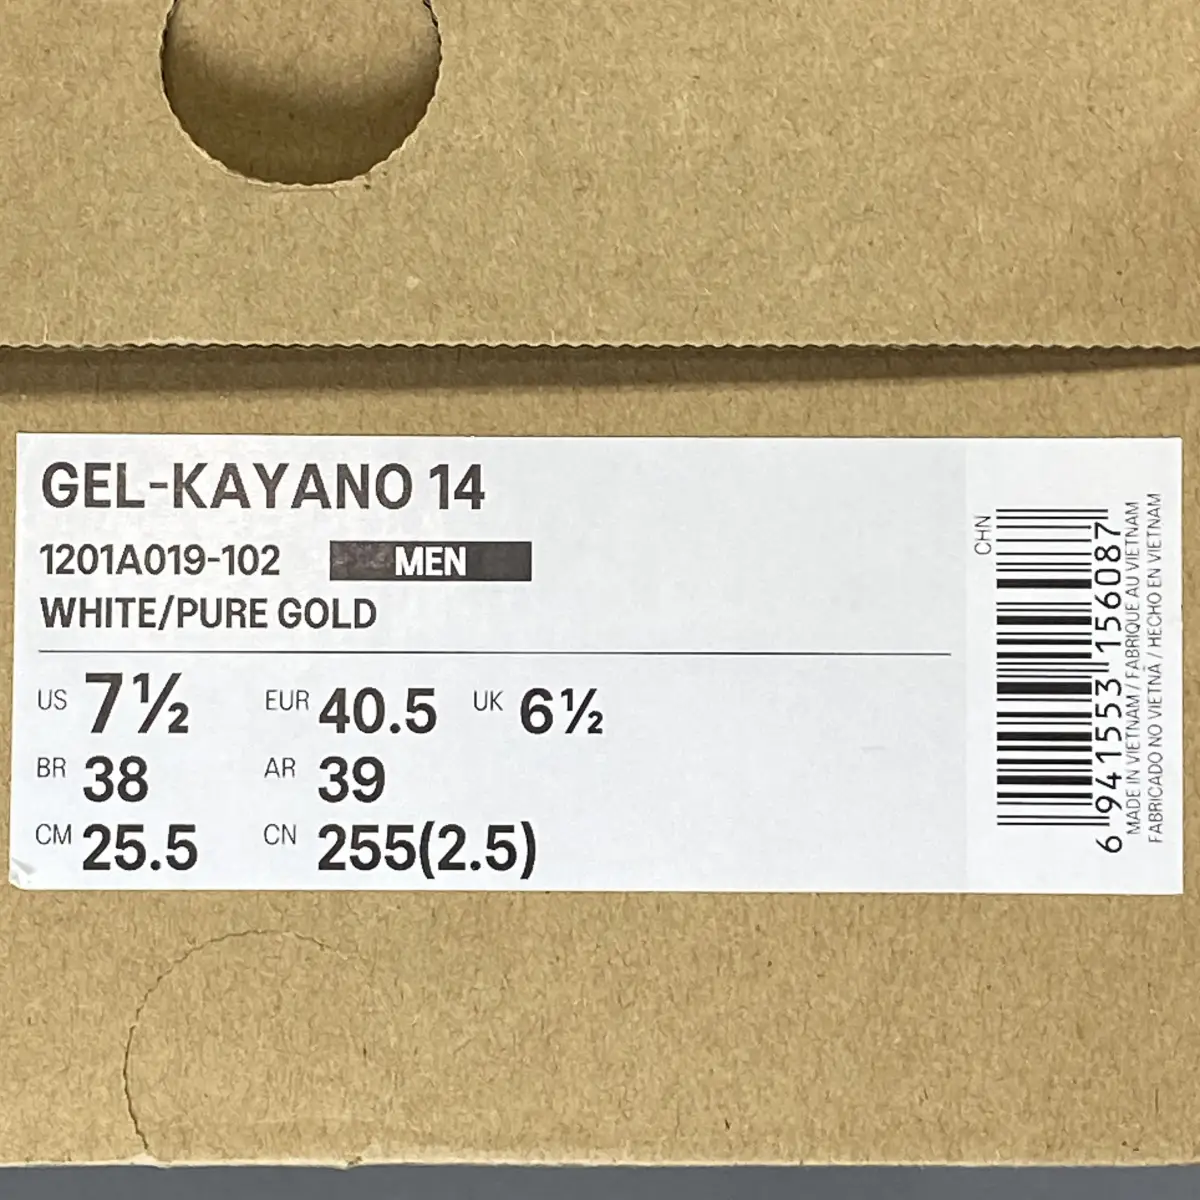 GEL-KAYANO 14
1201A019-102 MEN
WHITE/PURE GOLD
US 7½ EUR 40.5 UK 6½
BR 38 AR 39
CM 25.5 CN 255(2.5)
CHN
6 941553 156087
MADE IN VIETNAM / FABRIQUE AU VIETNAM
FABRICADO NO VIETNÃ / HECHO EN VIETNAM